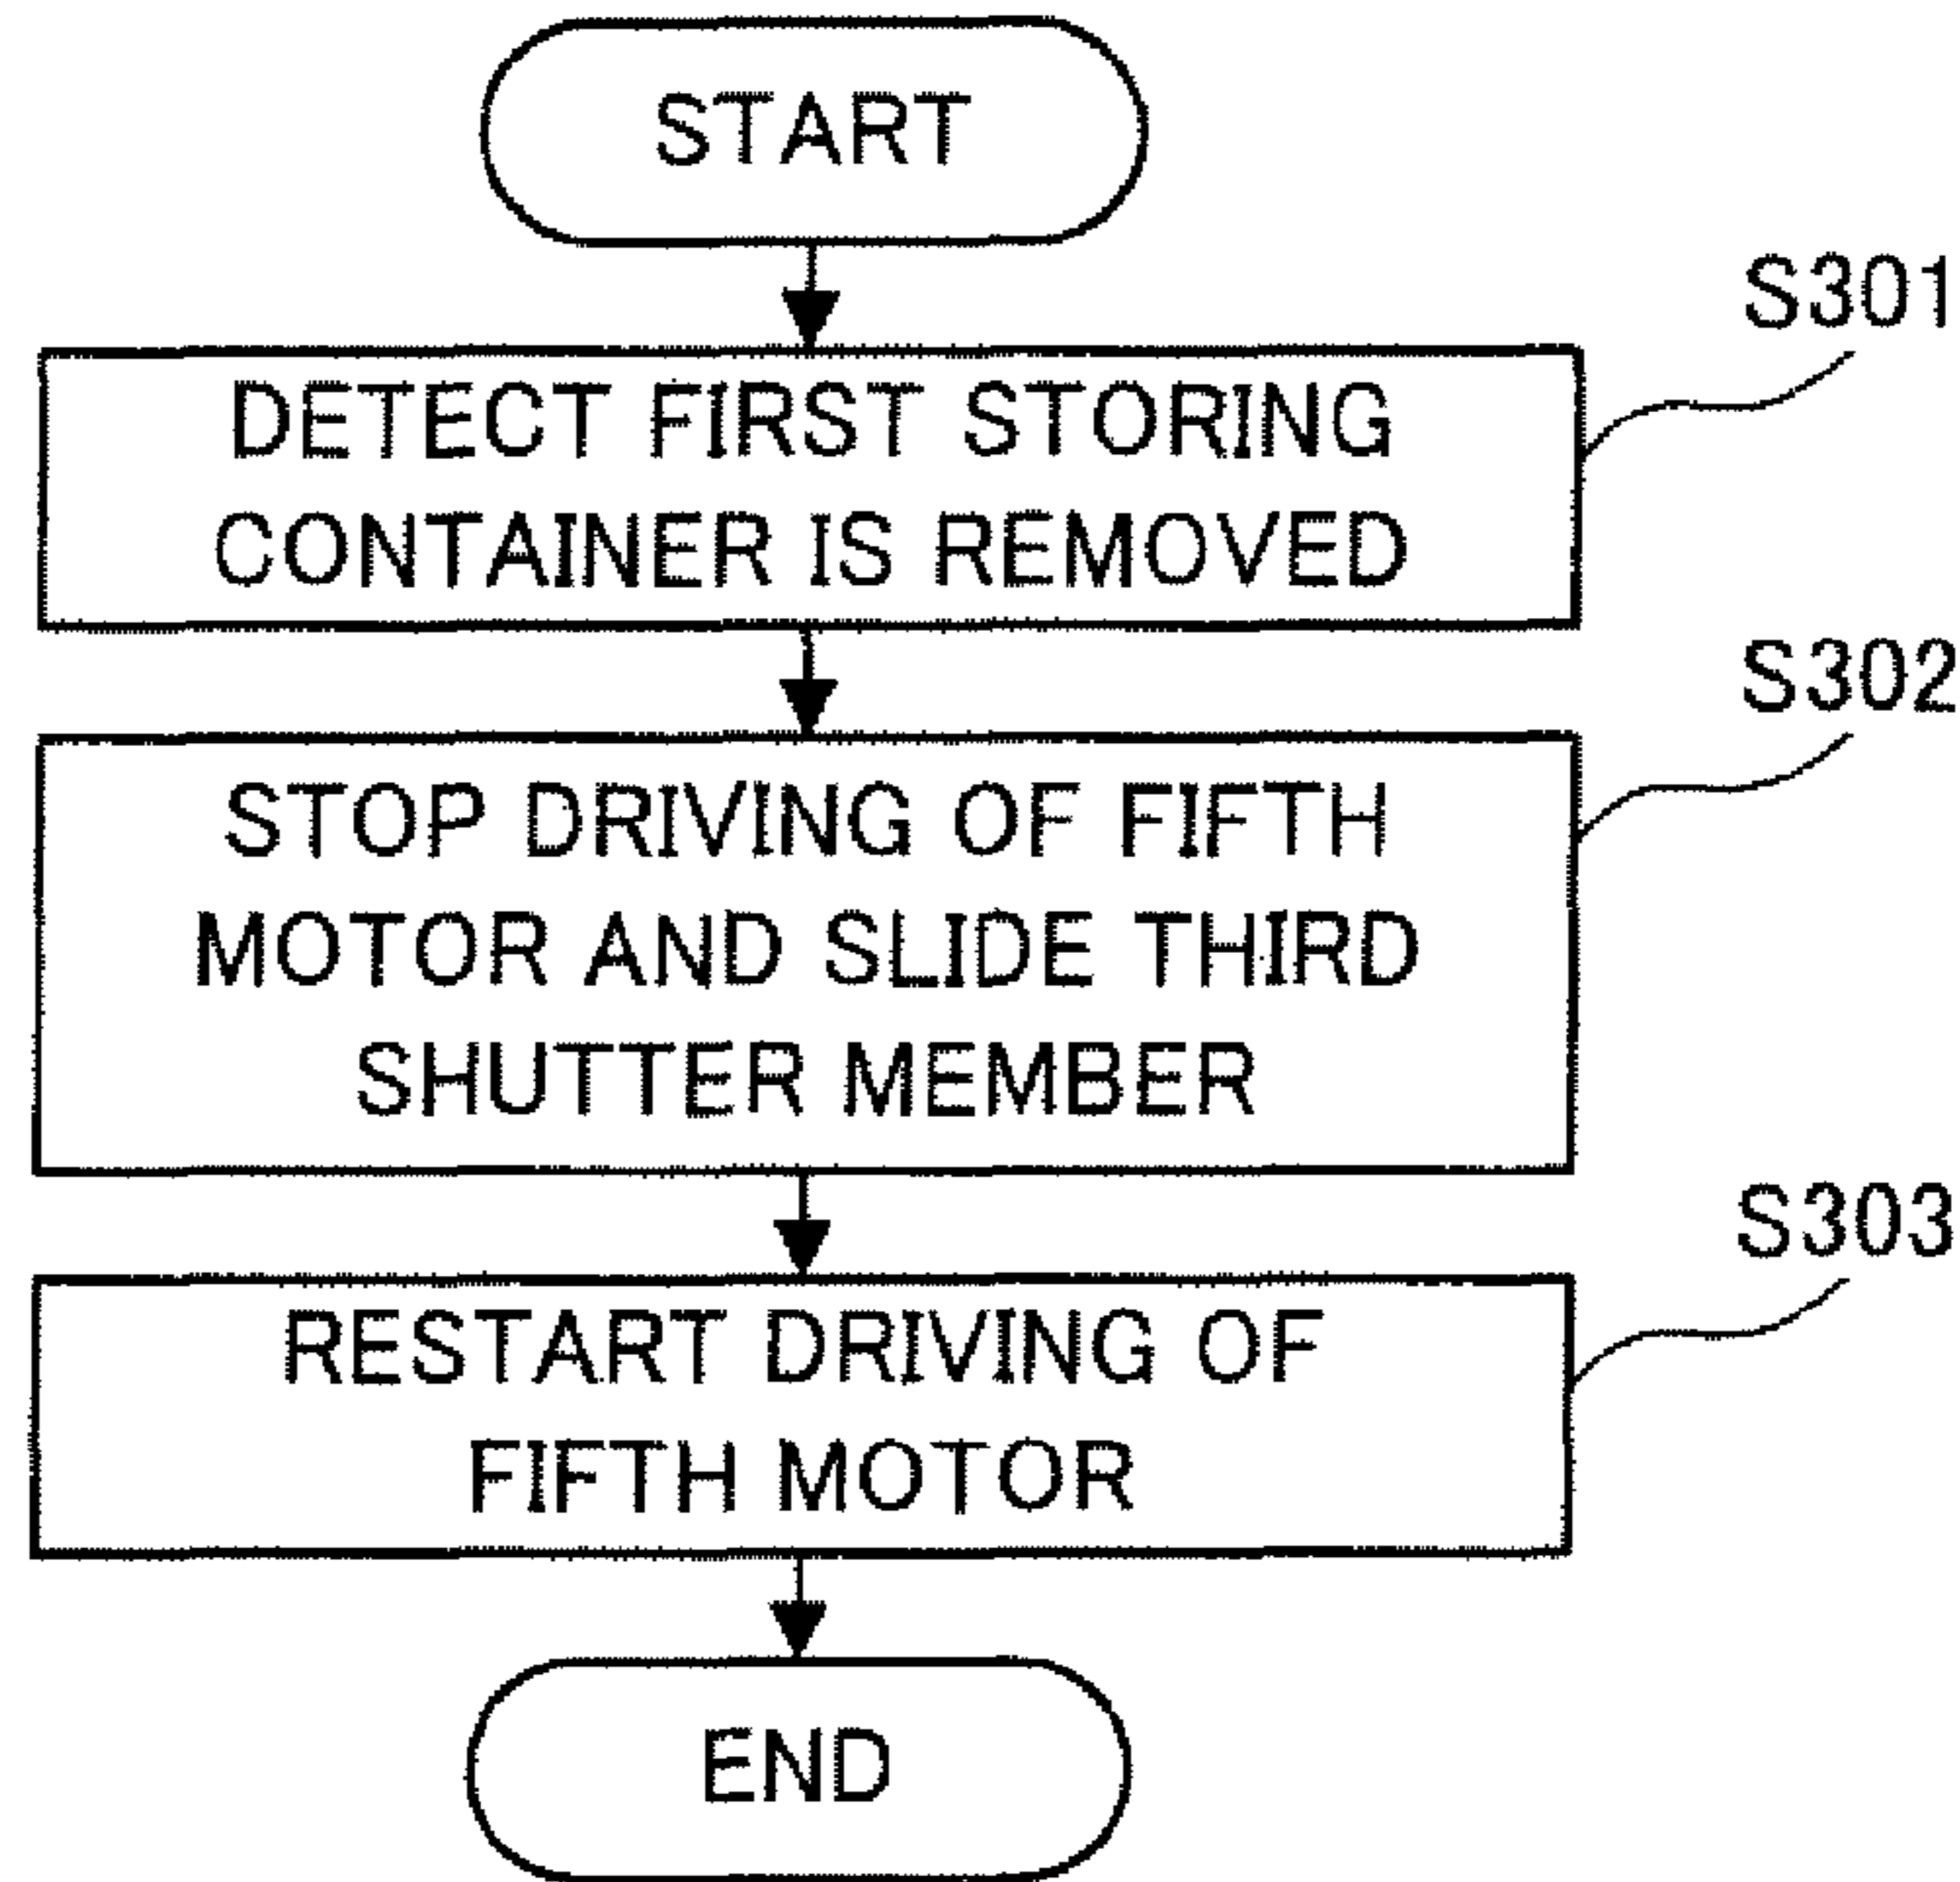 START
S301
DETECT FIRST STORING
CONTAINER IS REMOVED
S302
STOP DRIVING OF FIFTH
MOTOR AND SLIDE THIRD
SHUTTER MEMBER
S303
RESTART DRIVING OF
FIFTH MOTOR
END